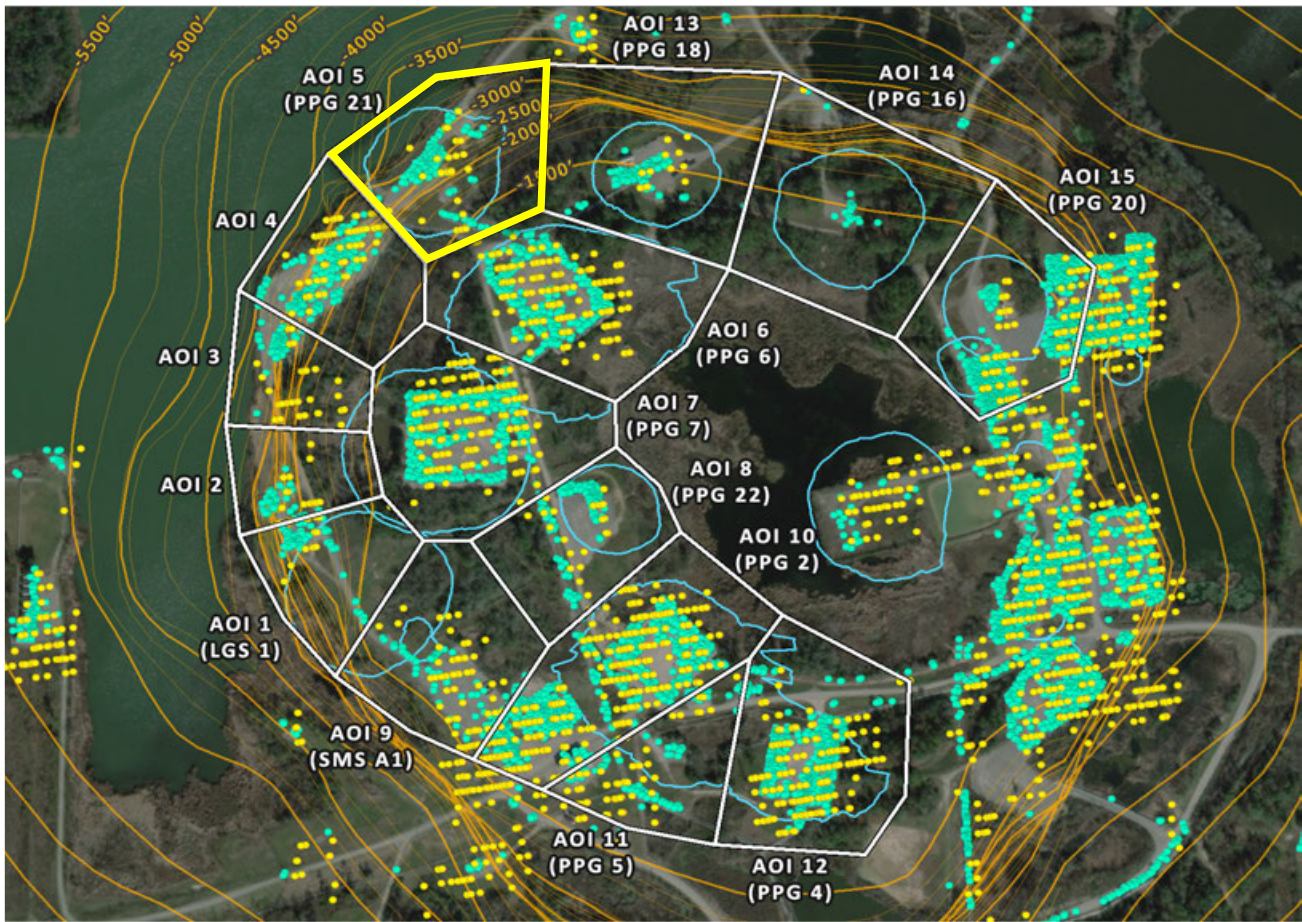 -5500'
-5000'
-4500'
-4000'
-3500'
-3000'
-2500'
-2000'
-1500'
AOI 13
(PPG 18)
AOI 5
(PPG 21)
AOI 14
(PPG 16)
AOI 15
(PPG 20)
AOI 4
AOI 3
AOI 6
(PPG 6)
AOI 7
(PPG 7)
AOI 2
AOI 8
(PPG 22)
AOI 10
(PPG 2)
AOI 1
(LGS 1)
AOI 9
(SMS A1)
AOI 11
(PPG 5)
AOI 12
(PPG 4)